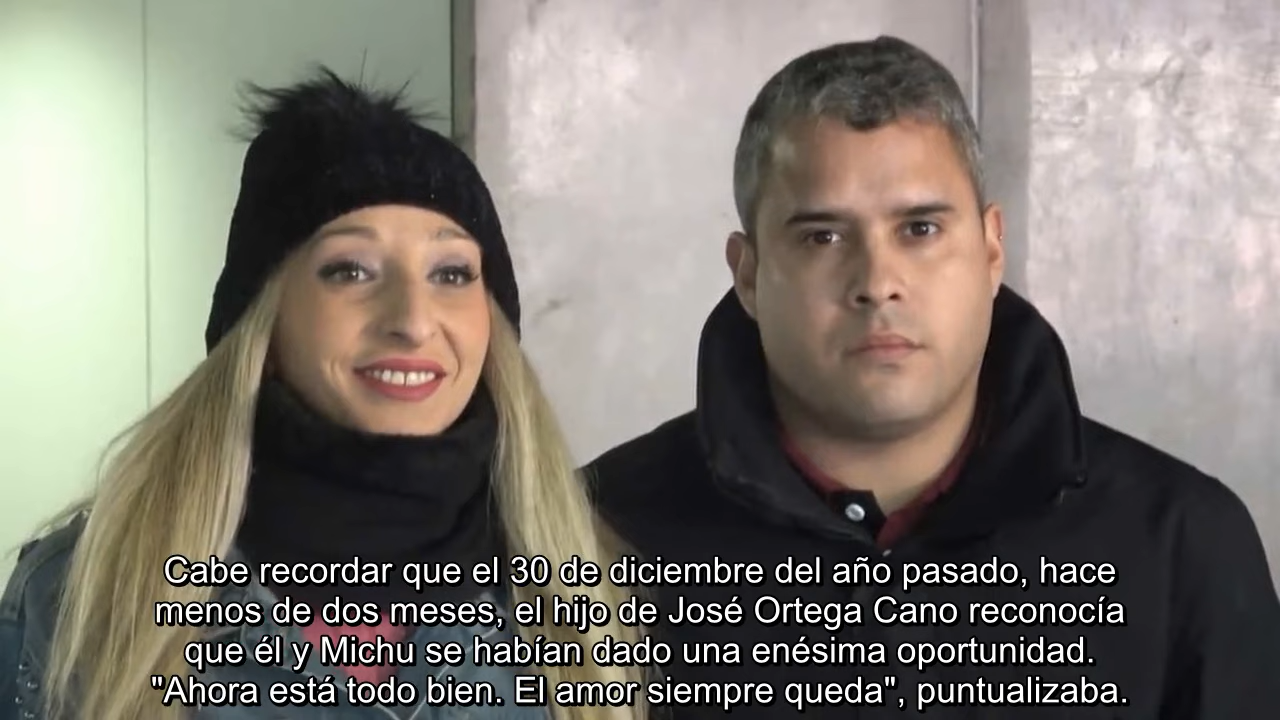 Cabe recordar que el 30 de diciembre del año pasado, hace
menos de dos meses, el hijo de José Ortega Cano reconocía
que él y Michu se habían dado una enésima oportunidad.
"Ahora está todo bien. El amor siempre queda", puntualizaba.